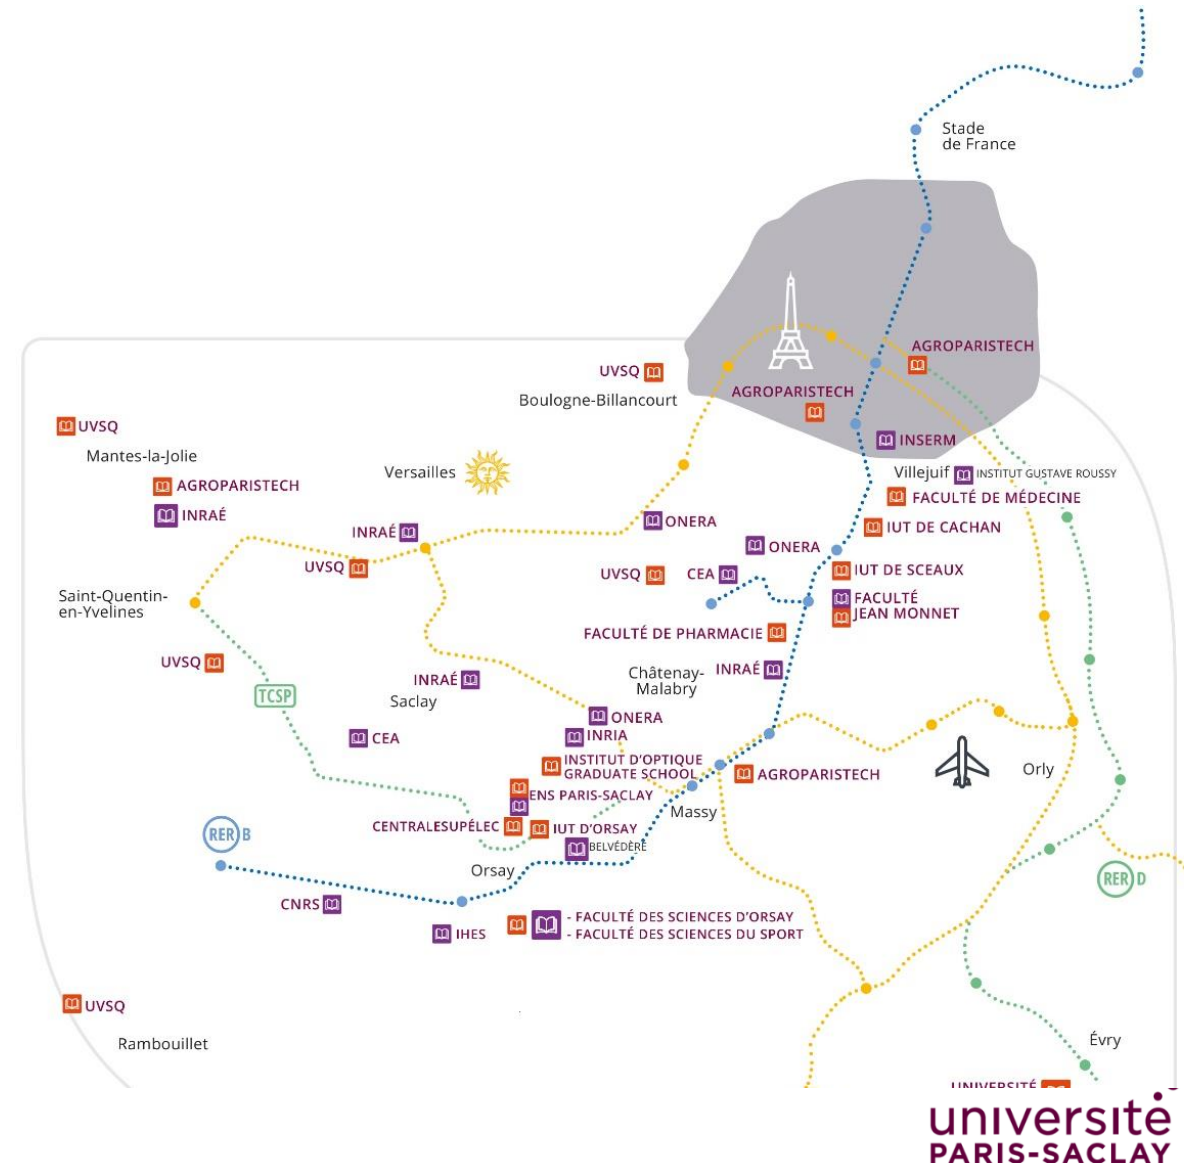 Stade
de France
AGROPARISTECH
UVSQ
AGROPARISTECH
Boulogne-Billancourt
UVSQ
INSERM
Mantes-la-Jolie
Versailles
Villejuif
INSTITUT GUSTAVE ROUSSY
AGROPARISTECH
FACULTÉ DE MÉDECINE
INRAÉ
ONERA
IUT DE CACHAN
INRAÉ
ONERA
UVSQ
UVSQ
CEA
IUT DE SCEAUX
Saint-Quentin-
en-Yvelines
FACULTÉ
JEAN MONNET
FACULTÉ DE PHARMACIE
UVSQ
Châtenay-
Malabry
INRAÉ
INRAÉ
TCSP
Saclay
ONERA
CEA
INRIA
INSTITUT D'OPTIQUE
GRADUATE SCHOOL
AGROPARISTECH
Orly
ENS PARIS-SACLAY
Massy
CENTRALESUPÉLEC
IUT D'ORSAY
RER B
BELVÉDÈRE
Orsay
RER D
CNRS
- FACULTÉ DES SCIENCES D'ORSAY
- FACULTÉ DES SCIENCES DU SPORT
IHES
UVSQ
Rambouillet
Évry
UNIVERSITÉ
université
PARIS-SACLAY